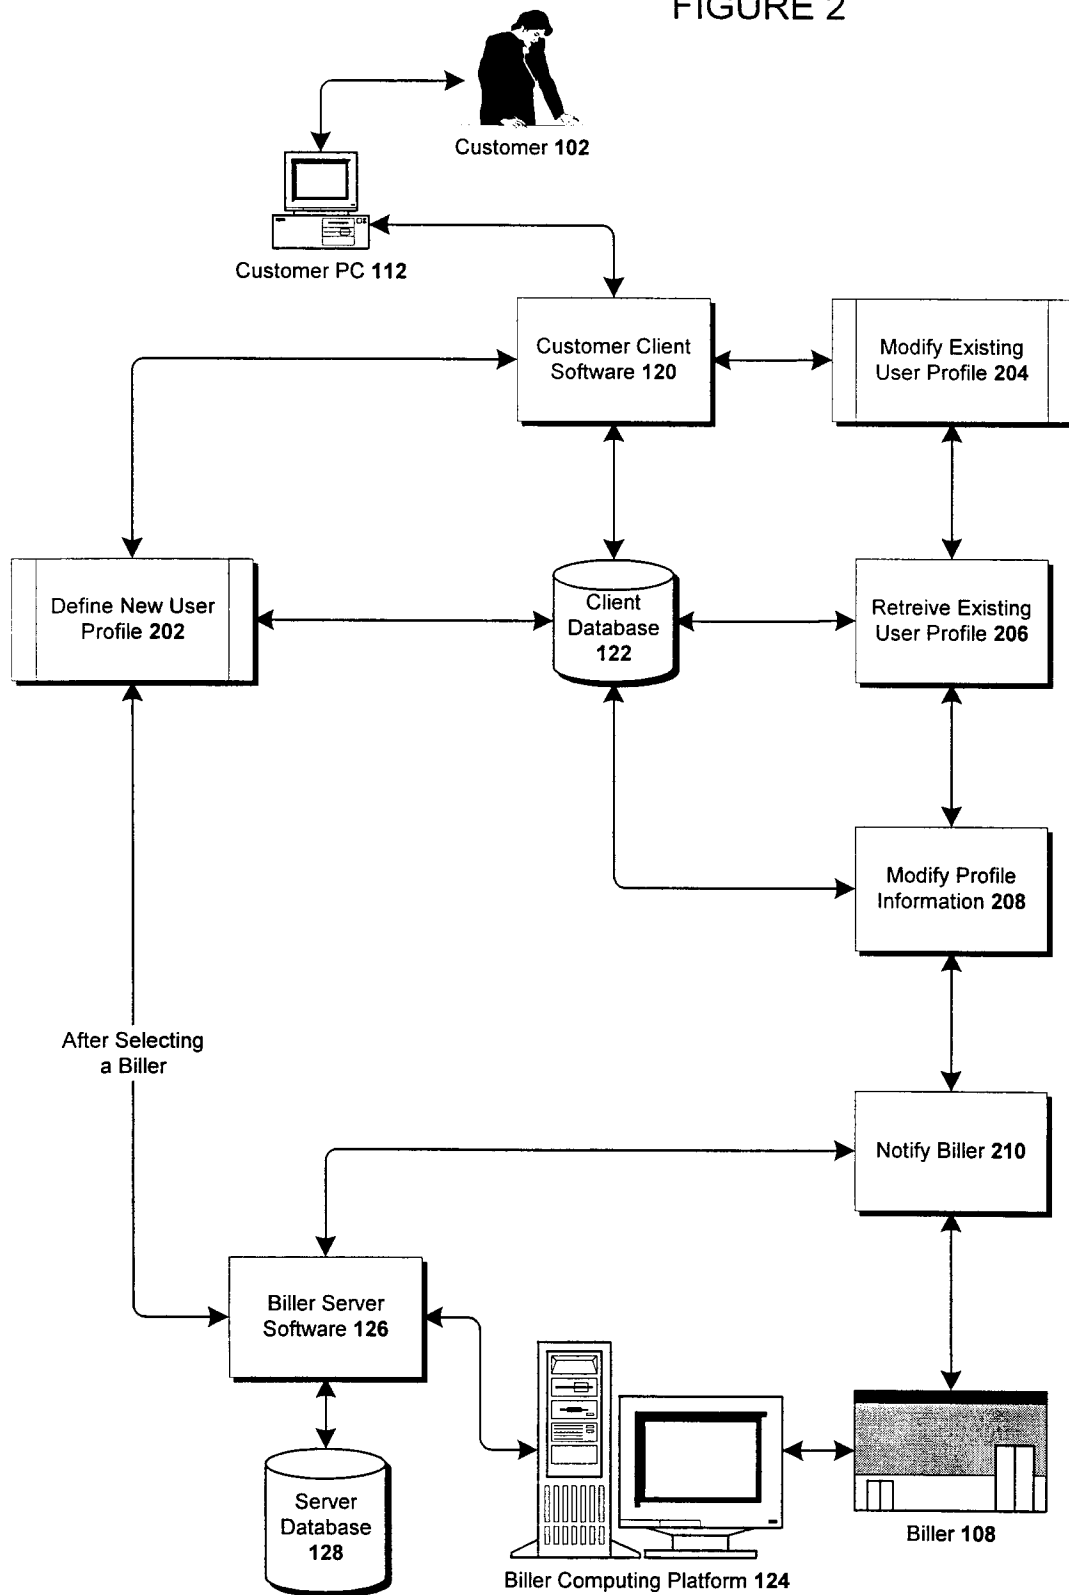 FIGURE 2
Customer 102
Customer PC 112
Customer Client
Software 120
Modify Existing
User Profile 204
Define New User
Profile 202
Client
Database
122
Retreive Existing
User Profile 206
Modify Profile
Information 208
After Selecting
a Biller
Notify Biller 210
Biller Server
Software 126
Server
Database
128
Biller Computing Platform 124
Biller 108